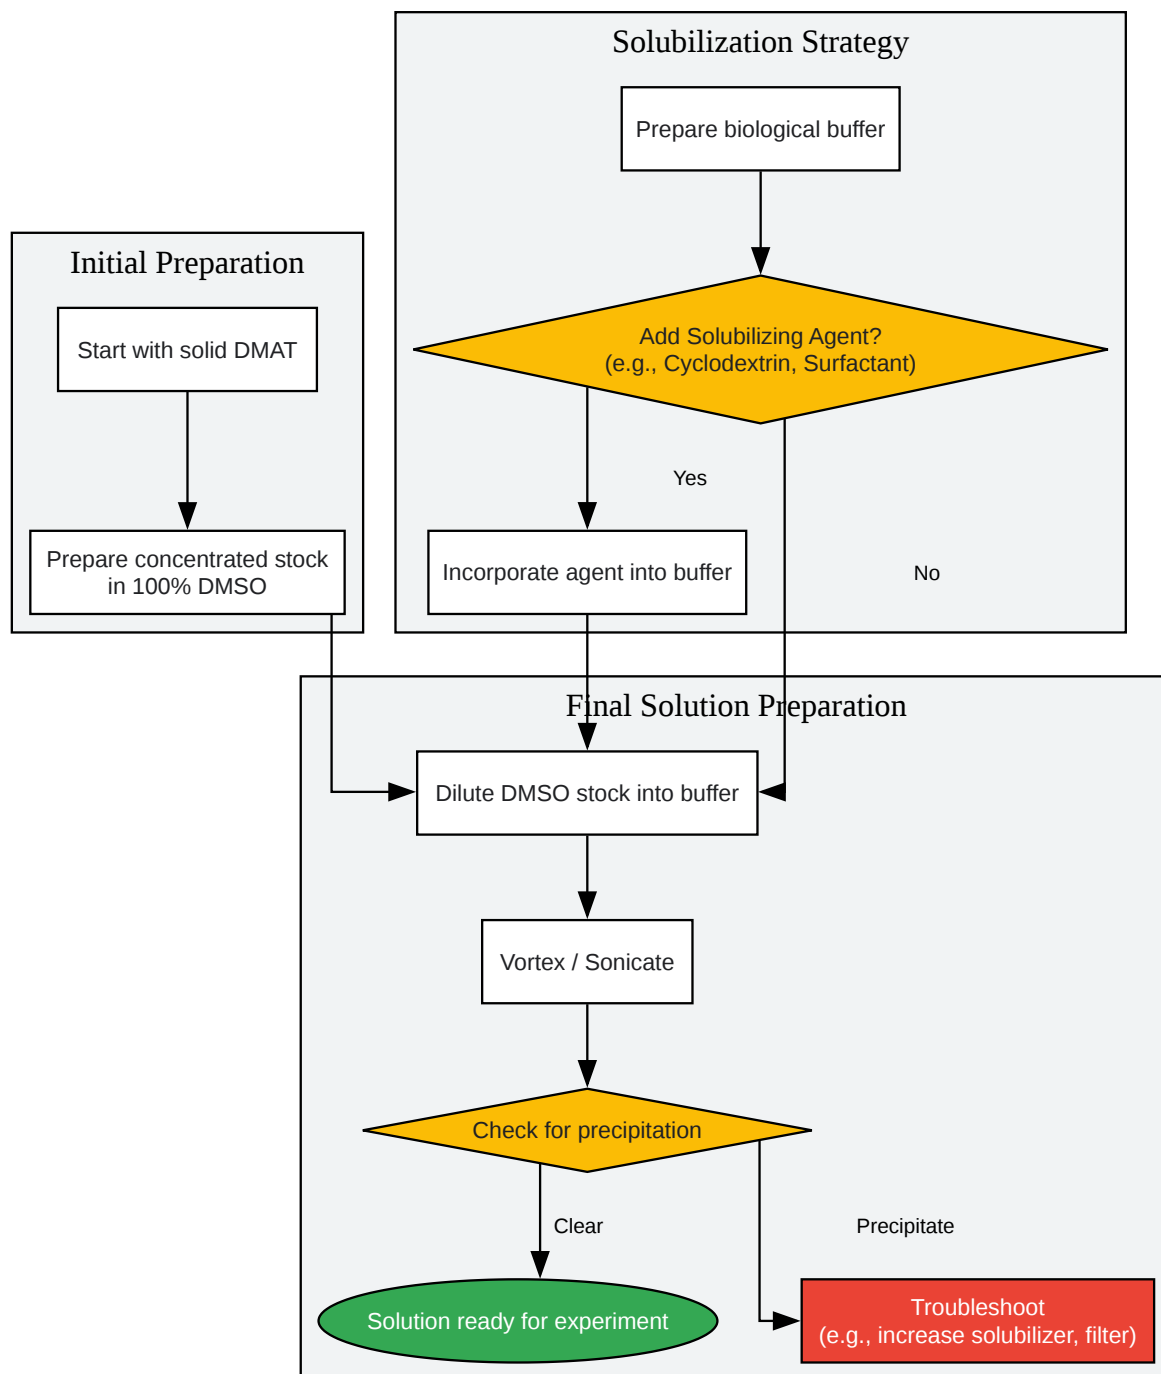 Solubilization Strategy
Prepare biological buffer
Initial Preparation
Start with solid DMAT
Add Solubilizing Agent?
(e.g., Cyclodextrin, Surfactant)
Yes
Prepare concentrated stock
in 100% DMSO
Incorporate agent into buffer
No
Final Solution Preparation
Dilute DMSO stock into buffer
Vortex / Sonicate
Check for precipitation
Clear
Precipitate
Solution ready for experiment
Troubleshoot
(e.g., increase solubilizer, filter)